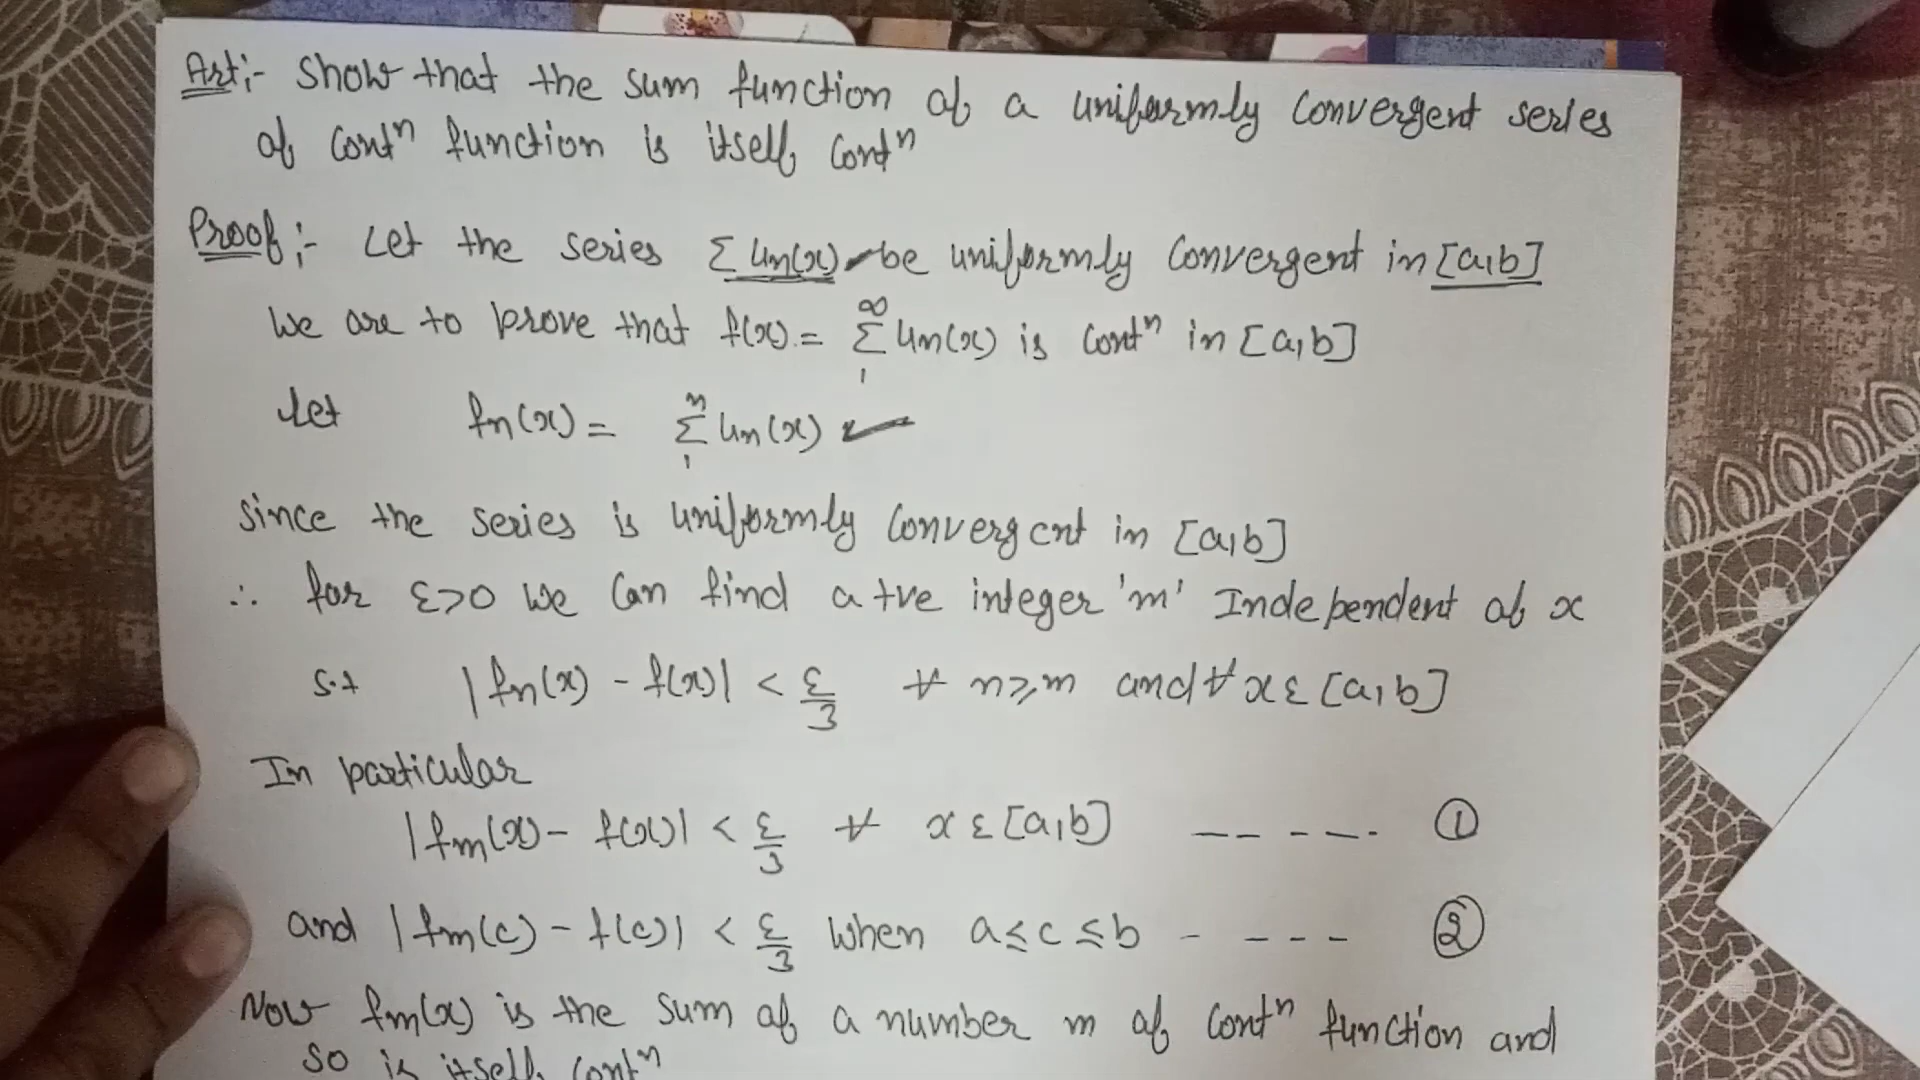 Art:- Show that the sum function of a uniformly convergent series
of contⁿ function is itself contⁿ
Proof:- Let the series Σ un(x) be uniformly convergent in [a,b]
We are to prove that f(x) = ∞ Σ 1 un(x) is contⁿ in [a,b]
Let fn(x) = n Σ 1 un(x)
Since the series is uniformly convergent in [a,b]
∴ for ε>0 we can find a +ve integer 'm' Independent of x
s.t |fn(x) - f(x)| < ε/3 ∀ n≥m and ∀ x ε [a,b]
In particular
|fm(x) - f(x)| < ε/3 ∀ x ε [a,b] ----- ①
and |fm(c) - f(c)| < ε/3 when a≤c≤b ---- ②
Now fm(x) is the sum of a number m of contⁿ function and
so is itself contⁿ